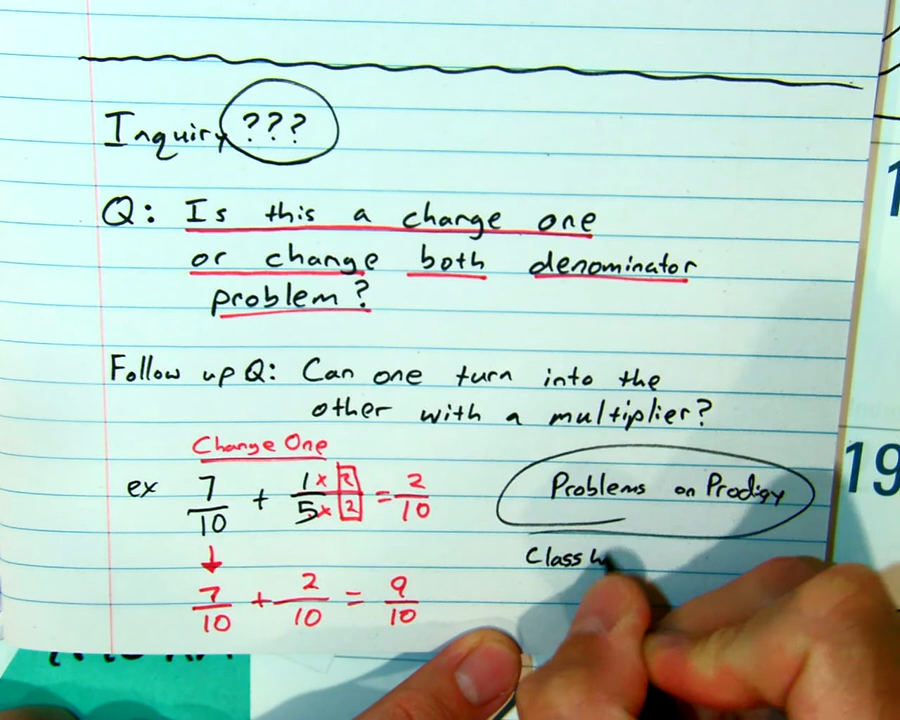 Inquiry ???
Q: Is this a change one
or change both denominator
problem?
Follow up Q: Can one turn into the
other with a multiplier?
Change One
ex 7/10 + 1×2/5×2 = 2/10
7/10 + 2/10 = 9/10
Problems on Prodigy
Class
19